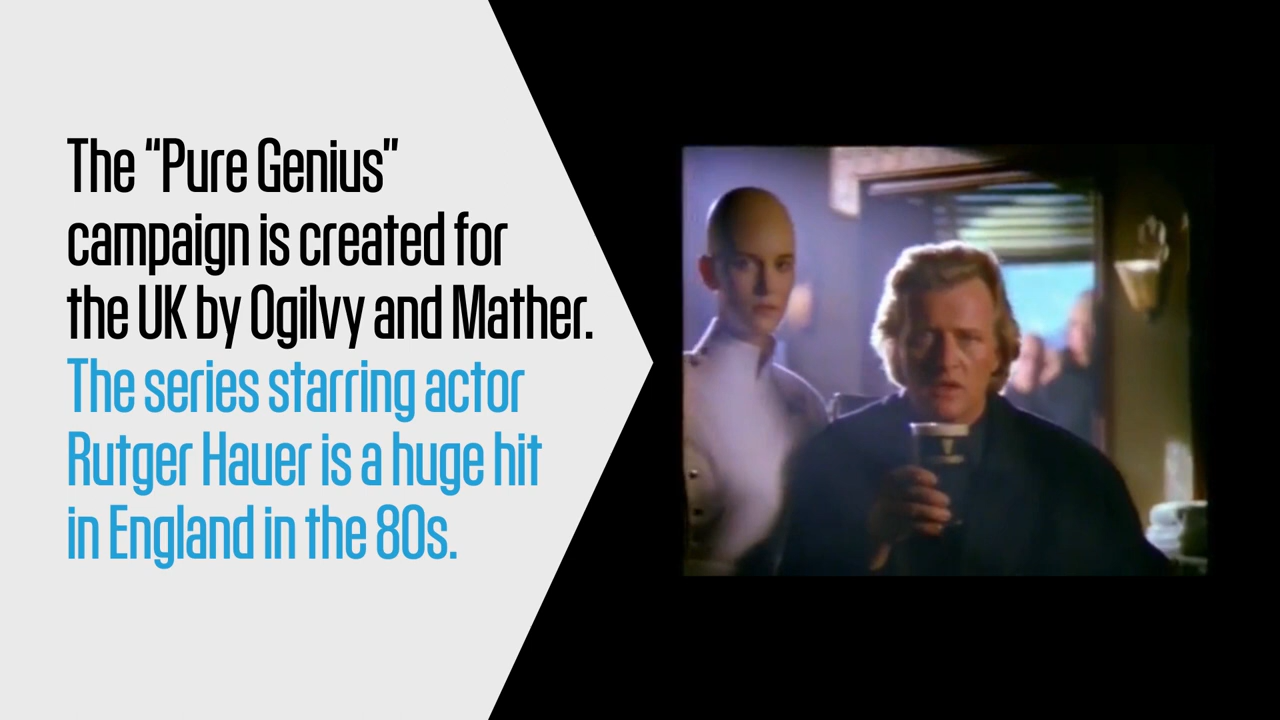 The “Pure Genius”
campaign is created for
the UK by Ogilvy and Mather.
The series starring actor
Rutger Hauer is a huge hit
in England in the 80s.